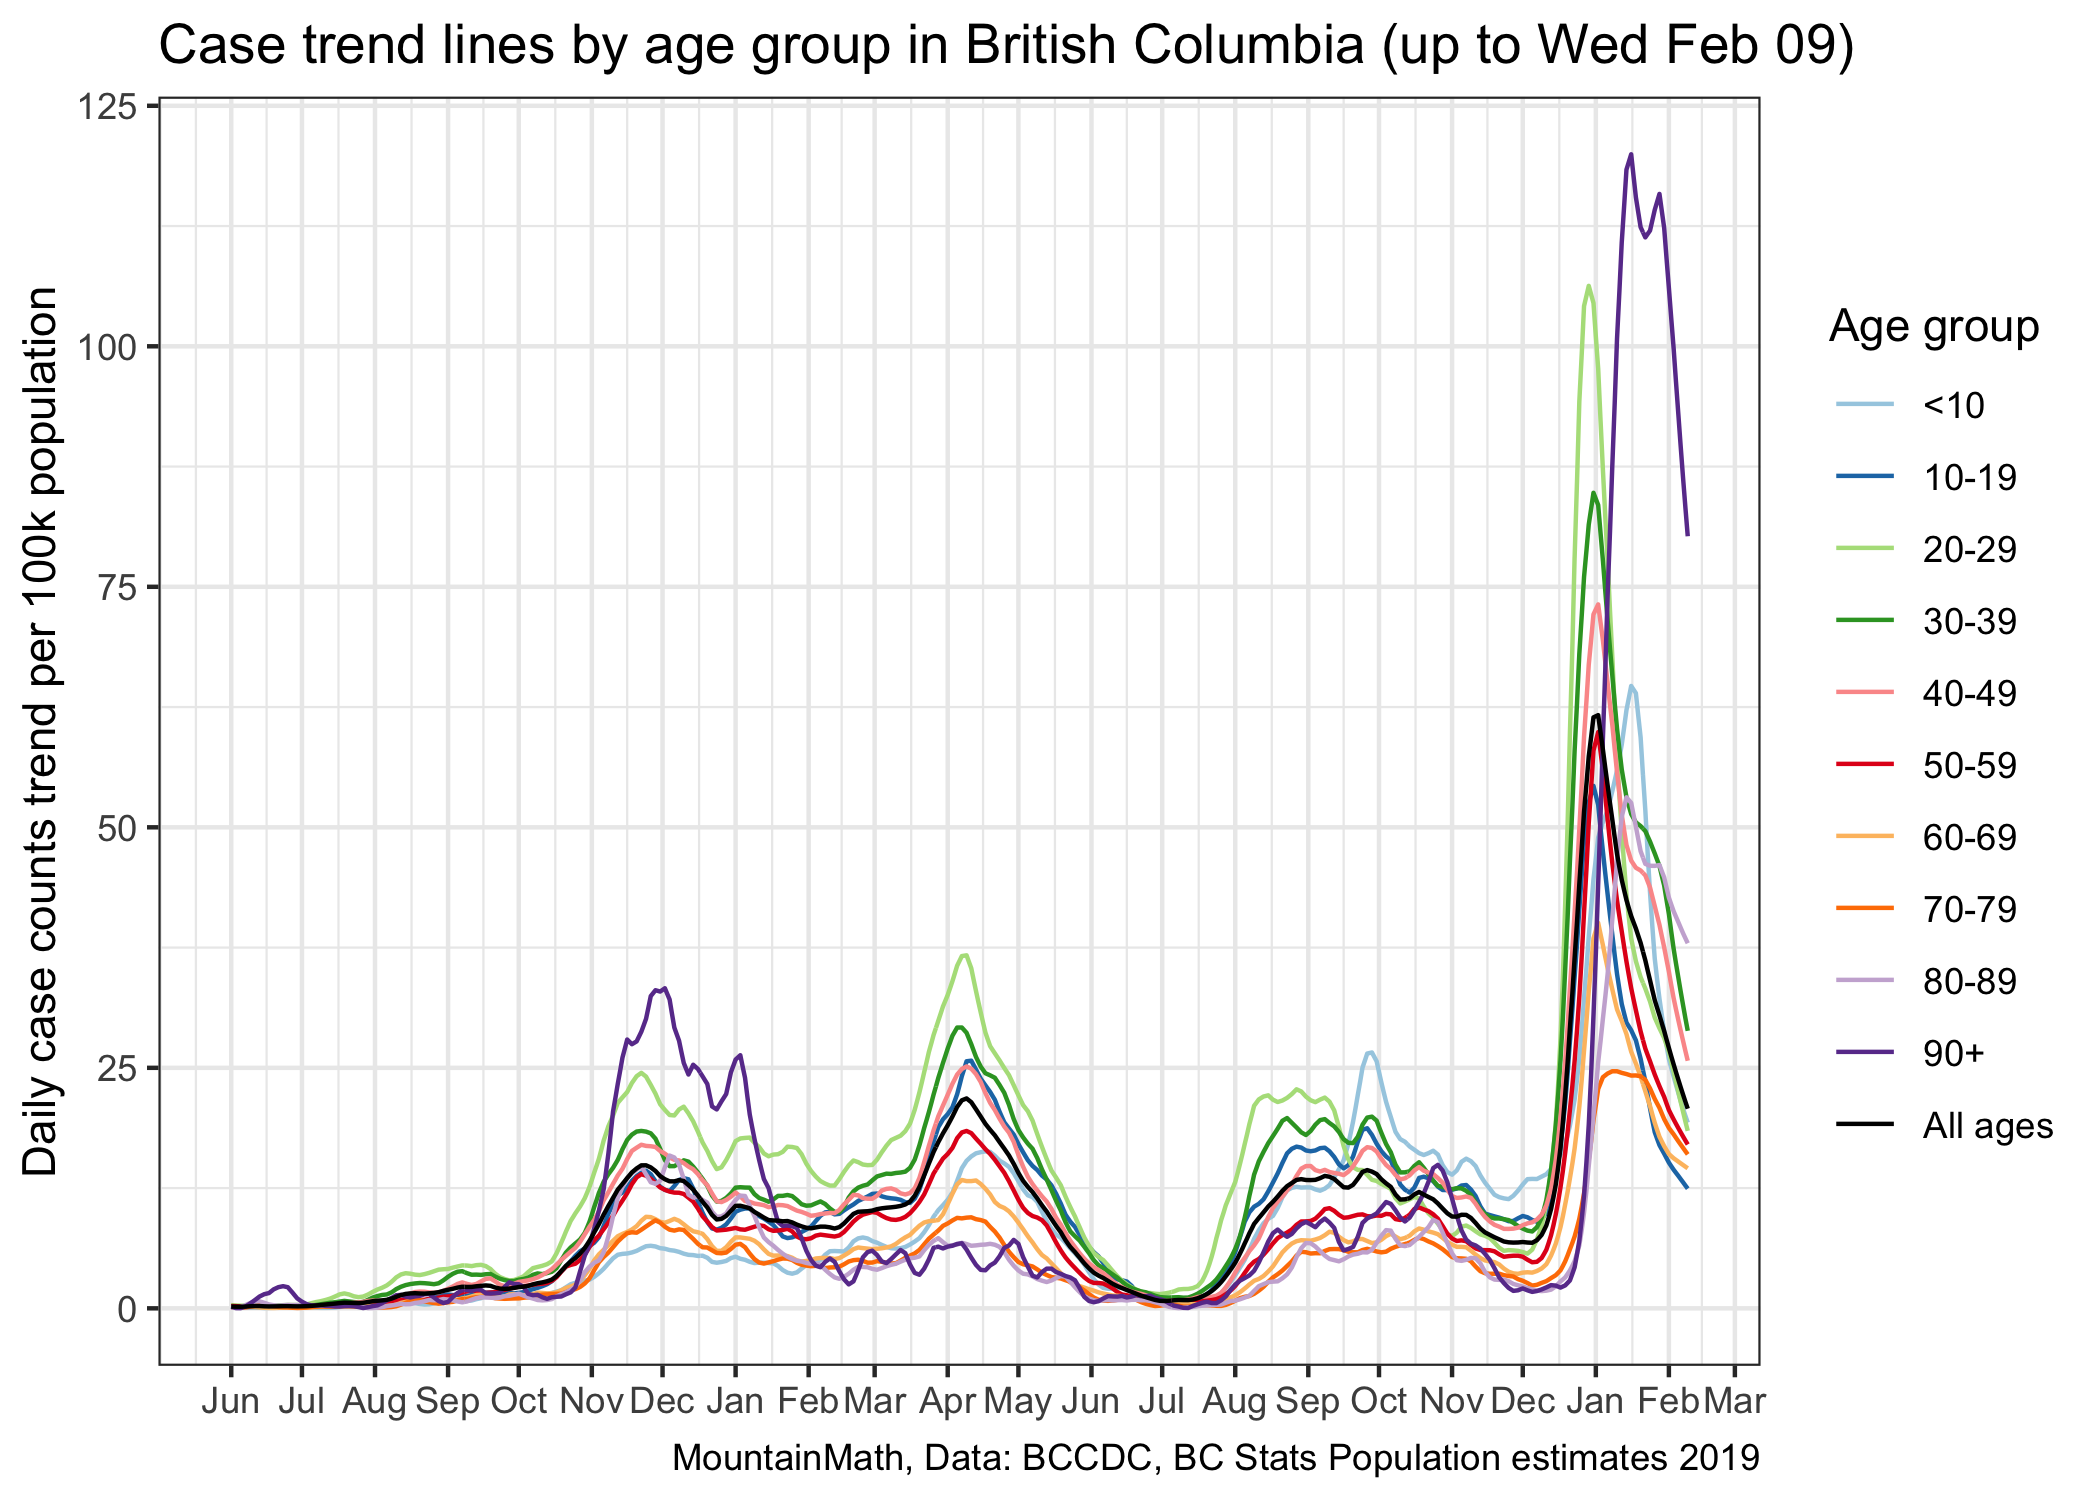 Case trend lines by age group in British Columbia (up to Wed Feb 09)
Daily case counts trend per 100k population
125
100
75
50
25
0
Jun Jul Aug Sep Oct Nov Dec Jan Feb Mar Apr May Jun Jul Aug Sep Oct Nov Dec Jan Feb Mar
Age group
<10
10-19
20-29
30-39
40-49
50-59
60-69
70-79
80-89
90+
All ages
MountainMath, Data: BCCDC, BC Stats Population estimates 2019